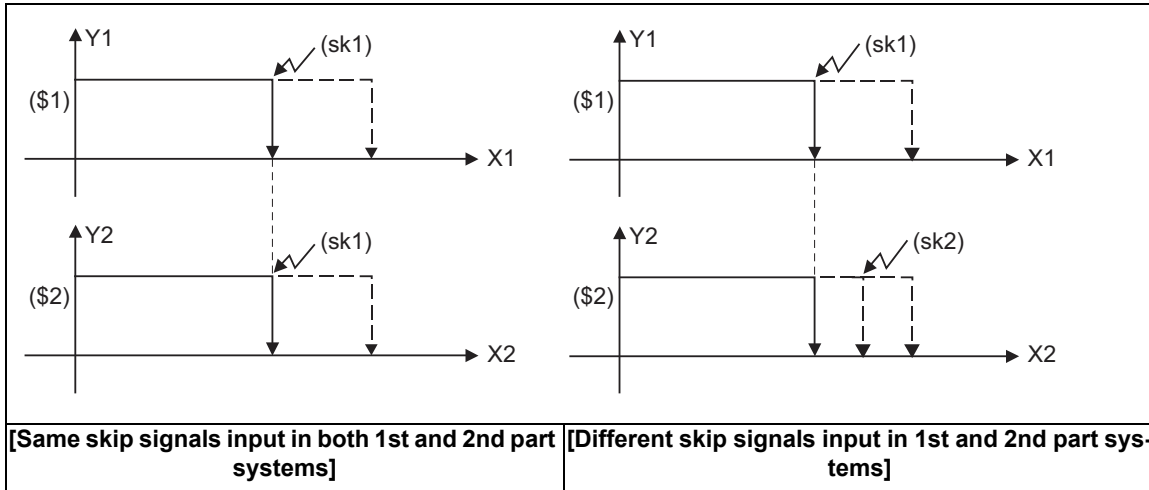 Y1
(sk1)
($1)
X1
Y2
(sk1)
($2)
X2
Y1
(sk1)
($1)
X1
Y2
(sk2)
($2)
X2
[Same skip signals input in both 1st and 2nd part
systems]
[Different skip signals input in 1st and 2nd part sys-
tems]